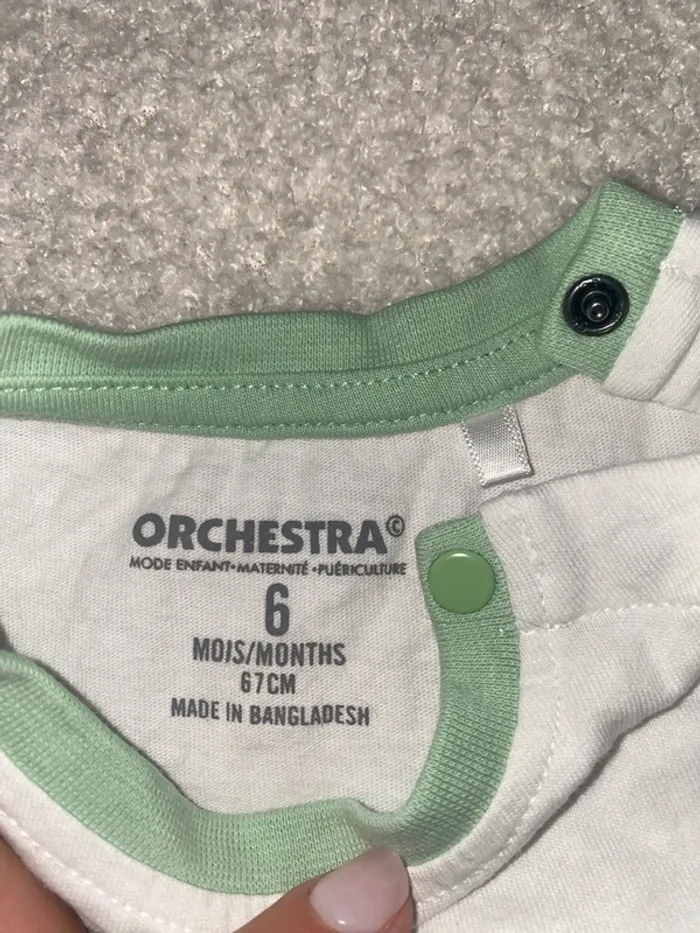 ORCHESTRA©
MODE ENFANT•MATERNITÉ•PUÉRICULTURE
6
MOIS/MONTHS
67CM
MADE IN BANGLADESH